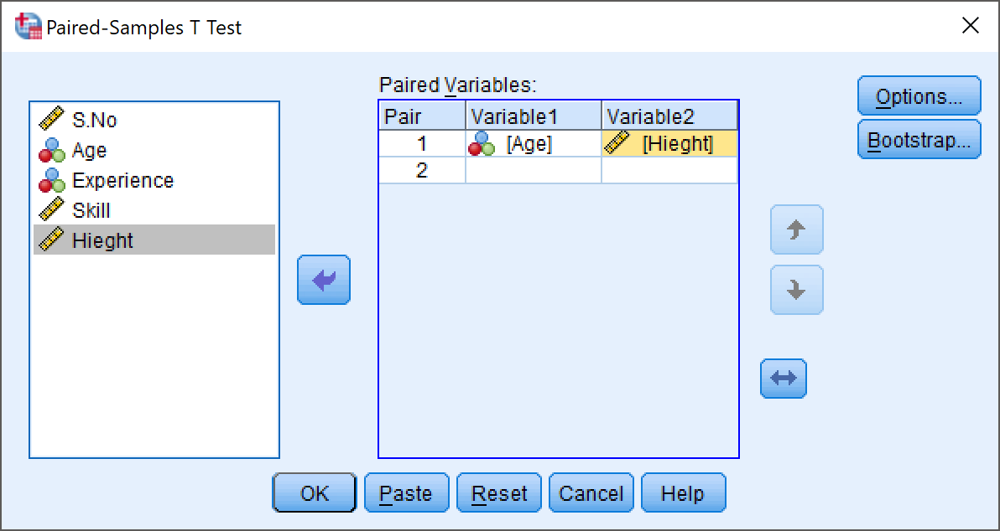 Paired-Samples T Test
S.No
Age
Experience
Skill
Hieght
Paired Variables:
Pair Variable1 Variable2
1 [Age] [Hieght]
2
Options...
Bootstrap...
OK Paste Reset Cancel Help